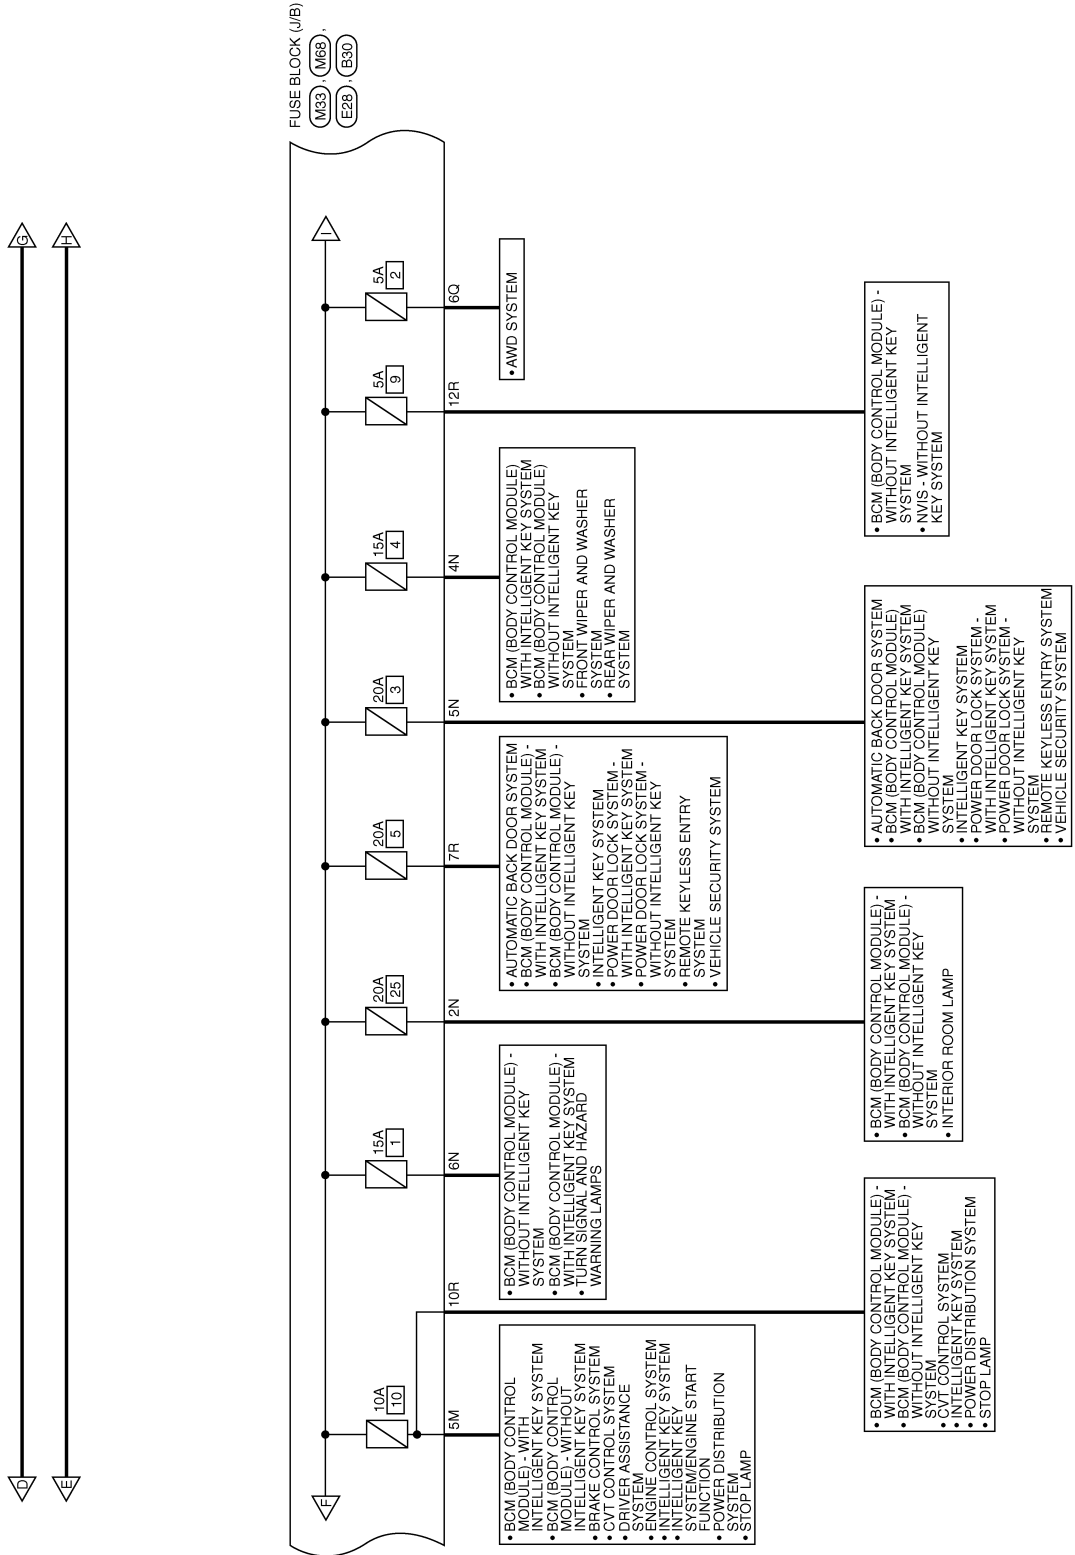 FUSE BLOCK (J/B)
M33 , M68 ,
E28 , B30
D
G
E
H
F
I
10A
10
15A
1
20A
25
20A
5
20A
3
15A
4
5A
9
5A
2
5M
10R
6N
2N
7R
5N
4N
12R
6Q
• BCM (BODY CONTROL
MODULE) - WITH
INTELLIGENT KEY SYSTEM
• BCM (BODY CONTROL
MODULE) - WITHOUT
INTELLIGENT KEY SYSTEM
• BRAKE CONTROL SYSTEM
• CVT CONTROL SYSTEM
• DRIVER ASSISTANCE
SYSTEM
• ENGINE CONTROL SYSTEM
• INTELLIGENT KEY SYSTEM
• INTELLIGENT KEY
SYSTEM/ENGINE START
FUNCTION
• POWER DISTRIBUTION
SYSTEM
• STOP LAMP
• BCM (BODY CONTROL MODULE) -
WITHOUT INTELLIGENT KEY
SYSTEM
• BCM (BODY CONTROL MODULE) -
WITH INTELLIGENT KEY SYSTEM
• TURN SIGNAL AND HAZARD
WARNING LAMPS
• AUTOMATIC BACK DOOR SYSTEM
• BCM (BODY CONTROL MODULE) -
WITH INTELLIGENT KEY SYSTEM
• BCM (BODY CONTROL MODULE) -
WITHOUT INTELLIGENT KEY
SYSTEM
• INTELLIGENT KEY SYSTEM
• POWER DOOR LOCK SYSTEM -
WITH INTELLIGENT KEY SYSTEM
• POWER DOOR LOCK SYSTEM -
WITHOUT INTELLIGENT KEY
SYSTEM
• REMOTE KEYLESS ENTRY
SYSTEM
• VEHICLE SECURITY SYSTEM
• BCM (BODY CONTROL MODULE)
WITH INTELLIGENT KEY SYSTEM
• BCM (BODY CONTROL MODULE)
WITHOUT INTELLIGENT KEY
SYSTEM
• FRONT WIPER AND WASHER
SYSTEM
• REAR WIPER AND WASHER
SYSTEM
• AWD SYSTEM
• BCM (BODY CONTROL MODULE) -
WITH INTELLIGENT KEY SYSTEM
• BCM (BODY CONTROL MODULE) -
WITHOUT INTELLIGENT KEY
SYSTEM
• CVT CONTROL SYSTEM
• INTELLIGENT KEY SYSTEM
• POWER DISTRIBUTION SYSTEM
• STOP LAMP
• BCM (BODY CONTROL MODULE) -
WITH INTELLIGENT KEY SYSTEM
• BCM (BODY CONTROL MODULE) -
WITHOUT INTELLIGENT KEY
SYSTEM
• INTERIOR ROOM LAMP
• AUTOMATIC BACK DOOR SYSTEM
• BCM (BODY CONTROL MODULE)
WITH INTELLIGENT KEY SYSTEM
• BCM (BODY CONTROL MODULE)
WITHOUT INTELLIGENT KEY
SYSTEM
• INTELLIGENT KEY SYSTEM
• POWER DOOR LOCK SYSTEM -
WITH INTELLIGENT KEY SYSTEM
• POWER DOOR LOCK SYSTEM -
WITHOUT INTELLIGENT KEY
SYSTEM
• REMOTE KEYLESS ENTRY SYSTEM
• VEHICLE SECURITY SYSTEM
• BCM (BODY CONTROL MODULE) -
WITHOUT INTELLIGENT KEY
SYSTEM
• NVIS - WITHOUT INTELLIGENT
KEY SYSTEM